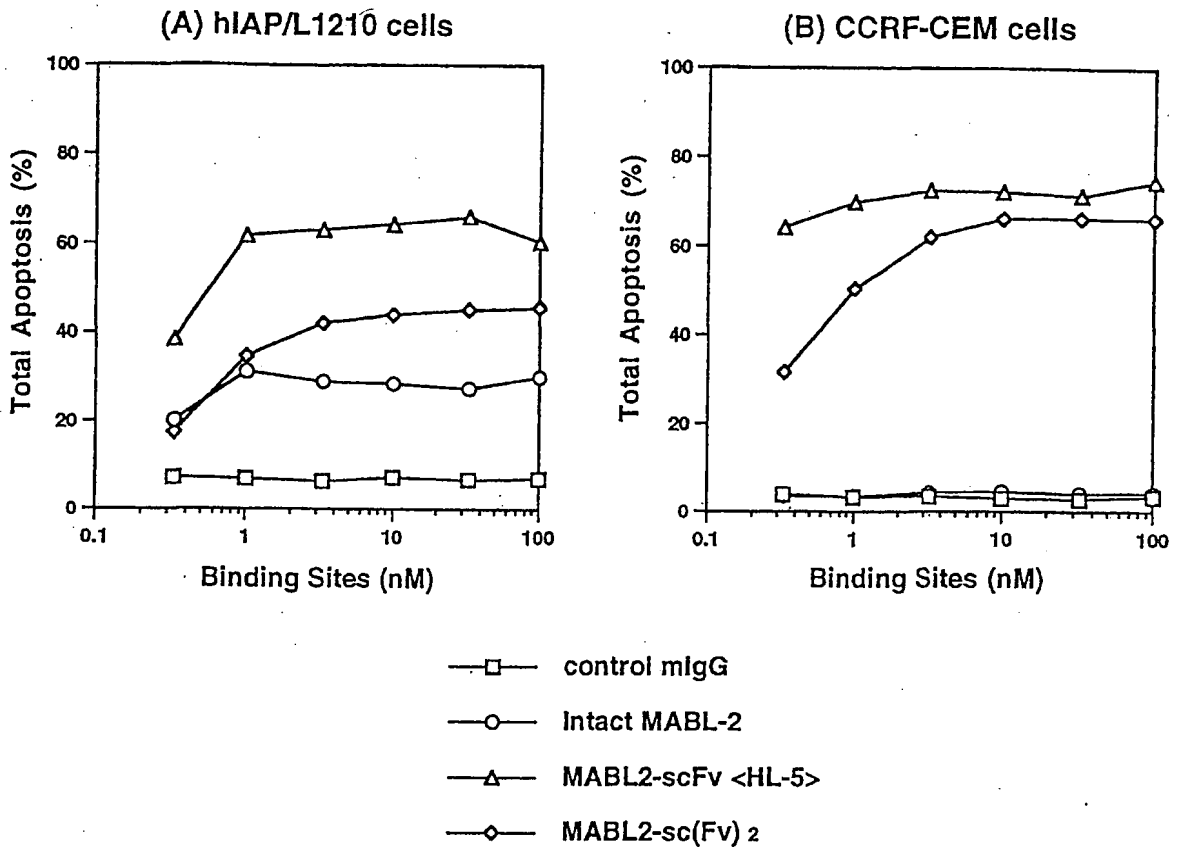 (A) hIAP/L1210 cells
100
80
60
40
20
0
Total Apoptosis (%)
0.1
1
10
100
Binding Sites (nM)
(B) CCRF-CEM cells
100
80
60
40
20
0
Total Apoptosis (%)
0.1
1
10
100
Binding Sites (nM)
control mIgG
Intact MABL-2
MABL2-scFv <HL-5>
MABL2-sc(Fv) 2